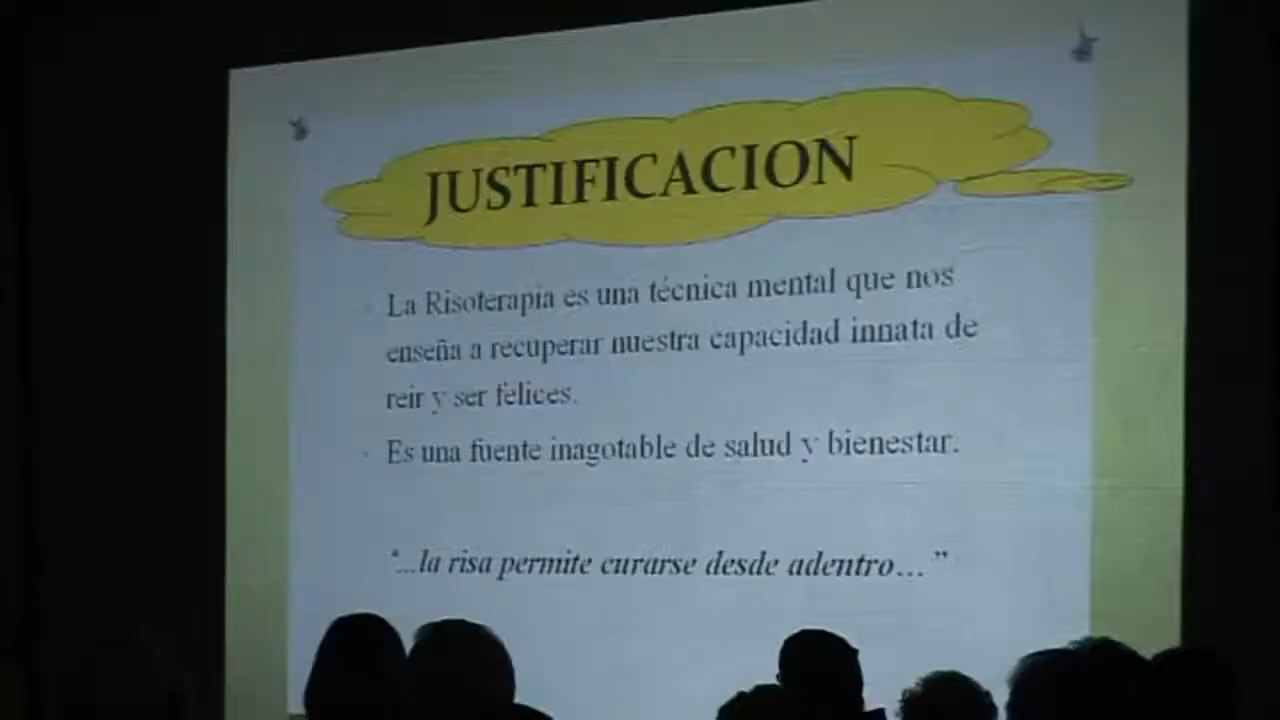 JUSTIFICACION
La Risoterapia es una técnica mental que nos
enseña a recuperar nuestra capacidad innata de
reir y ser felices.
Es una fuente inagotable de salud y bienestar.
“...la risa permite curarse desde adentro...”